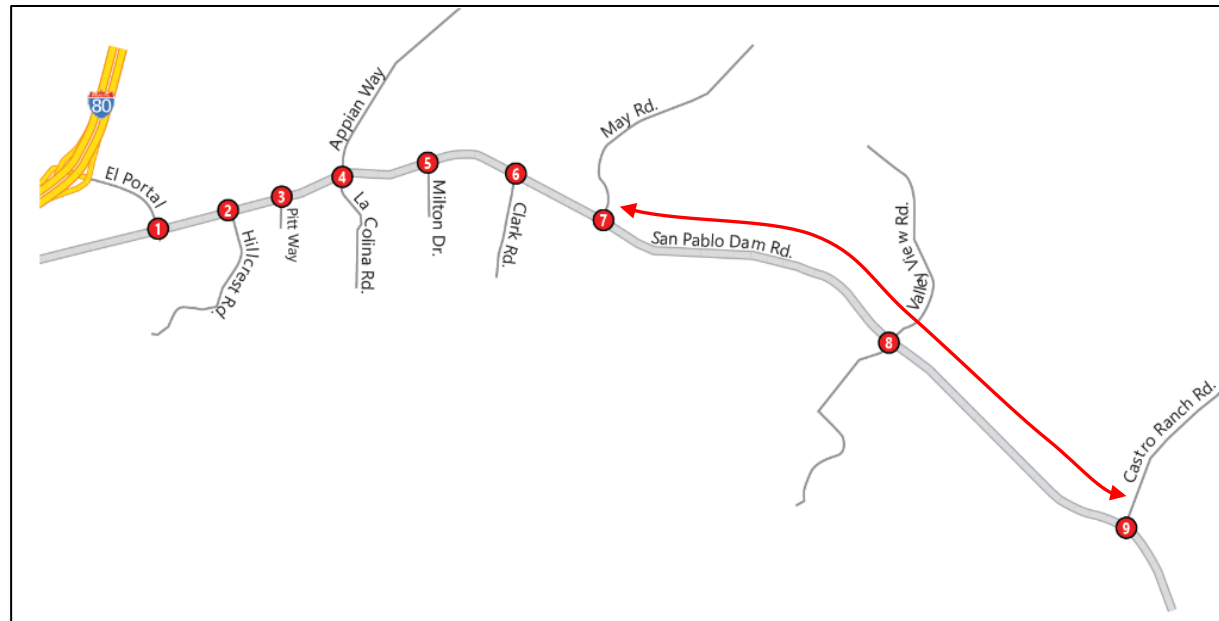 80
El Portal
1
2
Hillcrest Rd.
3
Pitt Way
Appian Way
4
La Colina Rd.
5
Milton Dr.
6
Clark Rd.
May Rd.
7
San Pablo Dam Rd.
Valley View Rd.
8
Castro Ranch Rd.
9